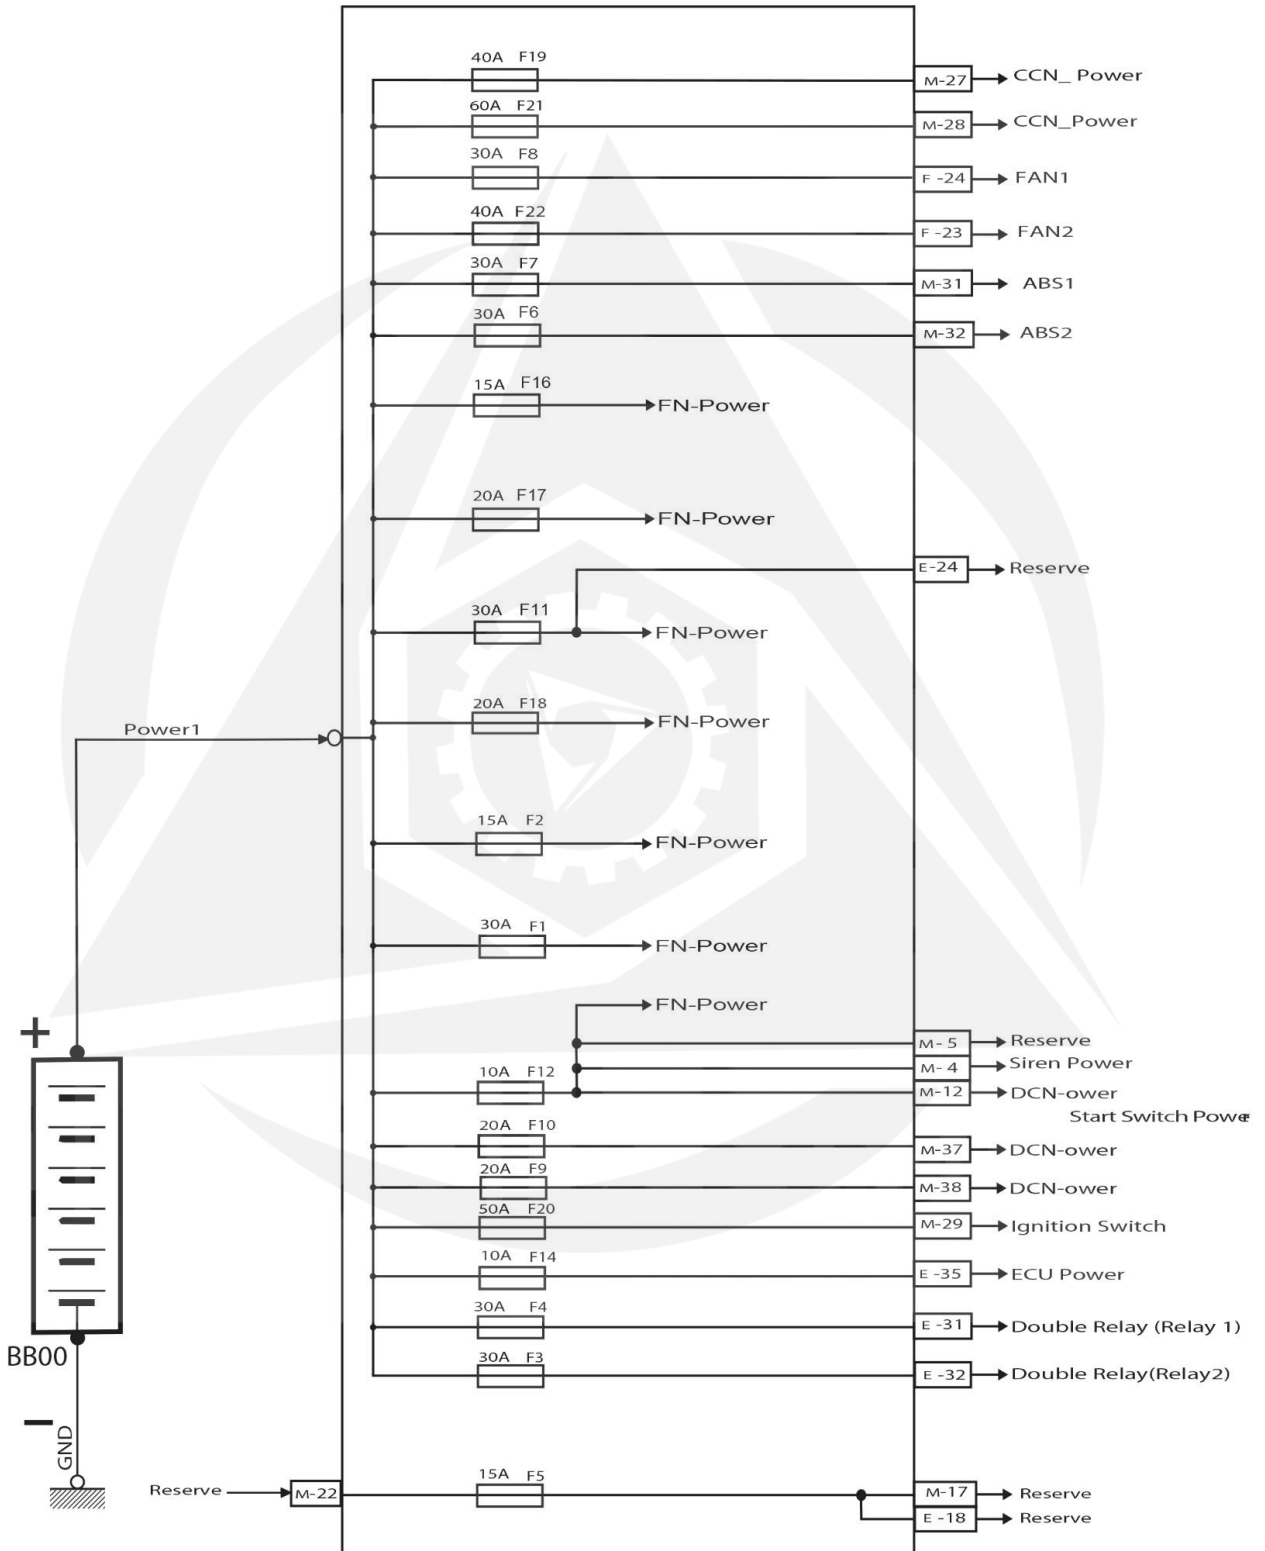 40A F19
M-27 CCN_ Power
60A F21
M-28 CCN_Power
30A F8
F -24 FAN1
40A F22
F -23 FAN2
30A F7
M-31 ABS1
30A F6
M-32 ABS2
15A F16
FN-Power
20A F17
FN-Power
E-24 Reserve
30A F11
FN-Power
20A F18
FN-Power
Power1
15A F2
FN-Power
30A F1
FN-Power
FN-Power
+
M- 5 Reserve
M- 4 Siren Power
10A F12
M-12 DCN-ower
Start Switch Power
20A F10
M-37 DCN-ower
20A F9
M-38 DCN-ower
50A F20
M-29 Ignition Switch
10A F14
E -35 ECU Power
30A F4
E -31 Double Relay (Relay 1)
BB00
30A F3
E -32 Double Relay(Relay2)
–
GND
15A F5
Reserve M-22
M-17 Reserve
E -18 Reserve